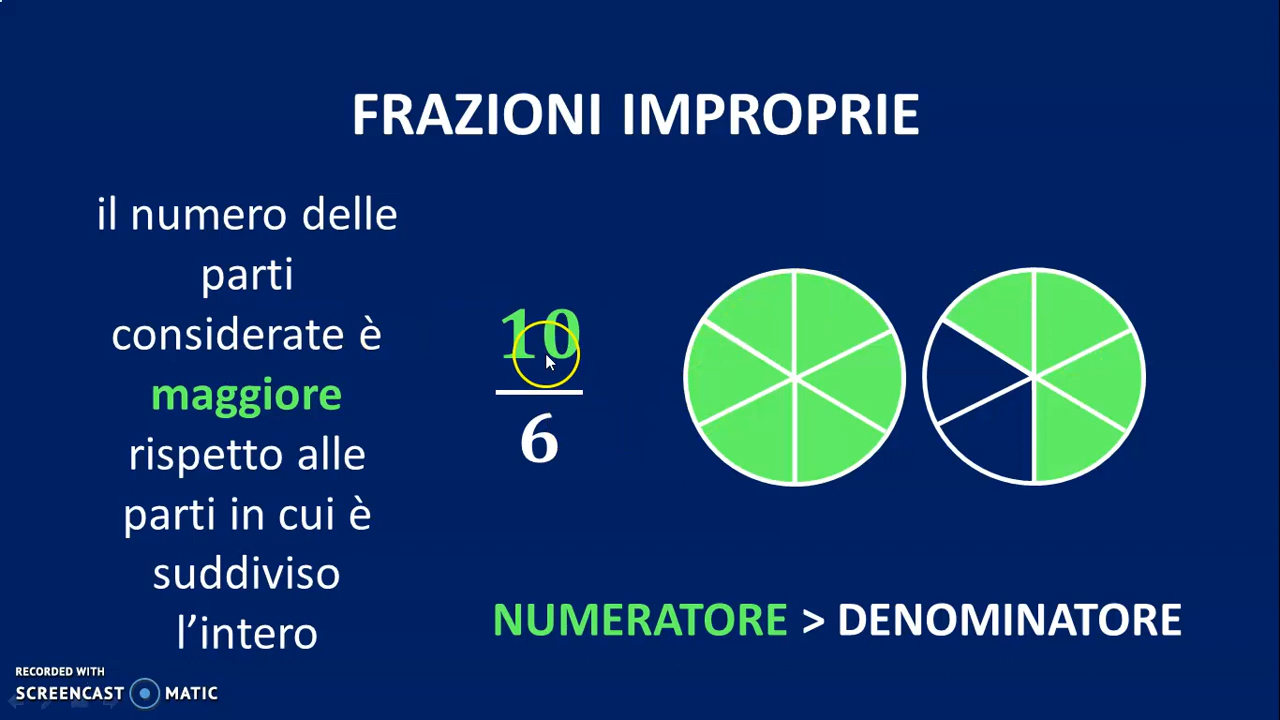 FRAZIONI IMPROPRIE
il numero delle
parti
considerate è
maggiore
rispetto alle
parti in cui è
suddiviso
l’intero
10
6
NUMERATORE > DENOMINATORE
RECORDED WITH
SCREENCAST MATIC